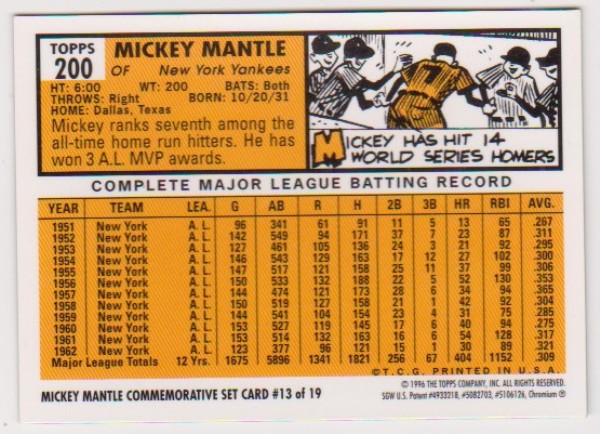 TOPPS
200
MICKEY MANTLE
OF New York Yankees
HT: 6:00 WT: 200 BATS: Both
THROWS: Right BORN: 10/20/31
HOME: Dallas, Texas
Mickey ranks seventh among the
all-time home run hitters. He has
won 3 A.L. MVP awards.
7
MICKEY HAS HIT 14
WORLD SERIES HOMERS
COMPLETE MAJOR LEAGUE BATTING RECORD
YEAR TEAM LEA. G AB R H 2B 3B HR RBI AVG.
1951 New York A.L. 96 341 61 91 11 5 13 65 .267
1952 New York A.L. 142 549 94 171 37 7 23 87 .311
1953 New York A.L. 127 461 105 136 24 3 21 92 .295
1954 New York A.L. 146 543 129 163 17 12 27 102 .300
1955 New York A.L. 147 517 121 158 25 11 37 99 .306
1956 New York A.L. 150 533 132 188 22 5 52 130 .353
1957 New York A.L. 144 474 121 173 28 6 34 94 .365
1958 New York A.L. 150 519 127 158 21 1 42 97 .304
1959 New York A.L. 144 541 104 154 23 4 31 75 .285
1960 New York A.L. 153 527 119 145 17 6 40 94 .275
1961 New York A.L. 153 514 132 163 16 6 54 128 .317
1962 New York A.L. 123 377 96 121 15 1 30 89 .321
Major League Totals 12 Yrs. 1675 5896 1341 1821 256 67 404 1152 .309
©T.C.G. PRINTED IN U.S.A.
MICKEY MANTLE COMMEMORATIVE SET CARD #13 of 19
© 1996 THE TOPPS COMPANY, INC. ALL RIGHTS RESERVED.
SGW U.S. Patent #4933218, #5082703, #5106126, Chromium ®